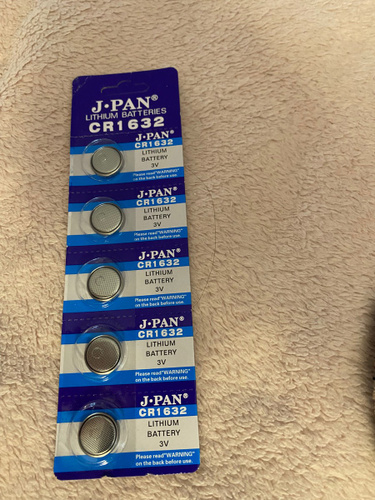 J·PAN®
LITHIUM BATTERIES
CR1632
J·PAN®
CR1632
LITHIUM
BATTERY
3V
Please read "WARNING"
on the back before use.
J·PAN®
CR1632
LITHIUM
BATTERY
3V
Please read "WARNING"
on the back before use.
J·PAN®
CR1632
LITHIUM
BATTERY
3V
Please read "WARNING"
on the back before use.
J·PAN®
CR1632
LITHIUM
BATTERY
3V
Please read "WARNING"
on the back before use.
J·PAN®
CR1632
LITHIUM
BATTERY
3V
Please read "WARNING"
on the back before use.